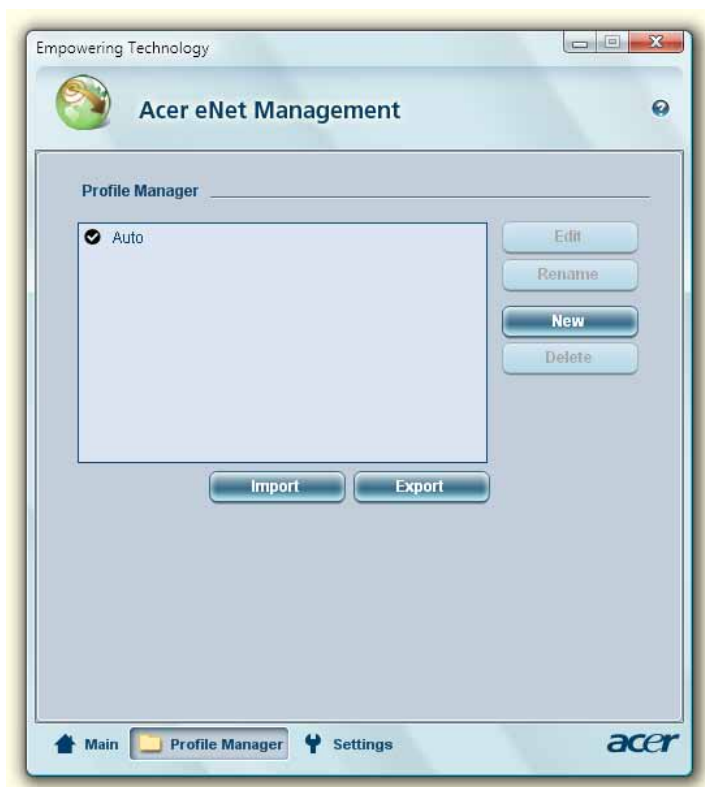 Empowering Technology
Acer eNet Management
Profile Manager
Auto
Edit
Rename
New
Delete
Import Export
Main Profile Manager Settings acer